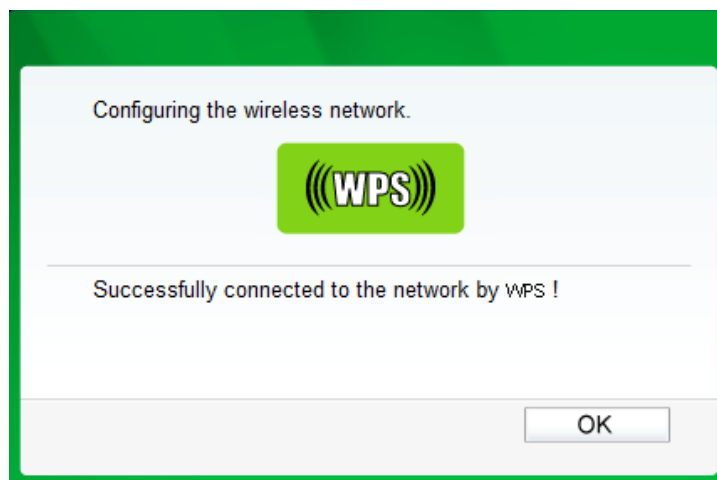 Configuring the wireless network.
(((WPS)))
Successfully connected to the network by WPS !
OK